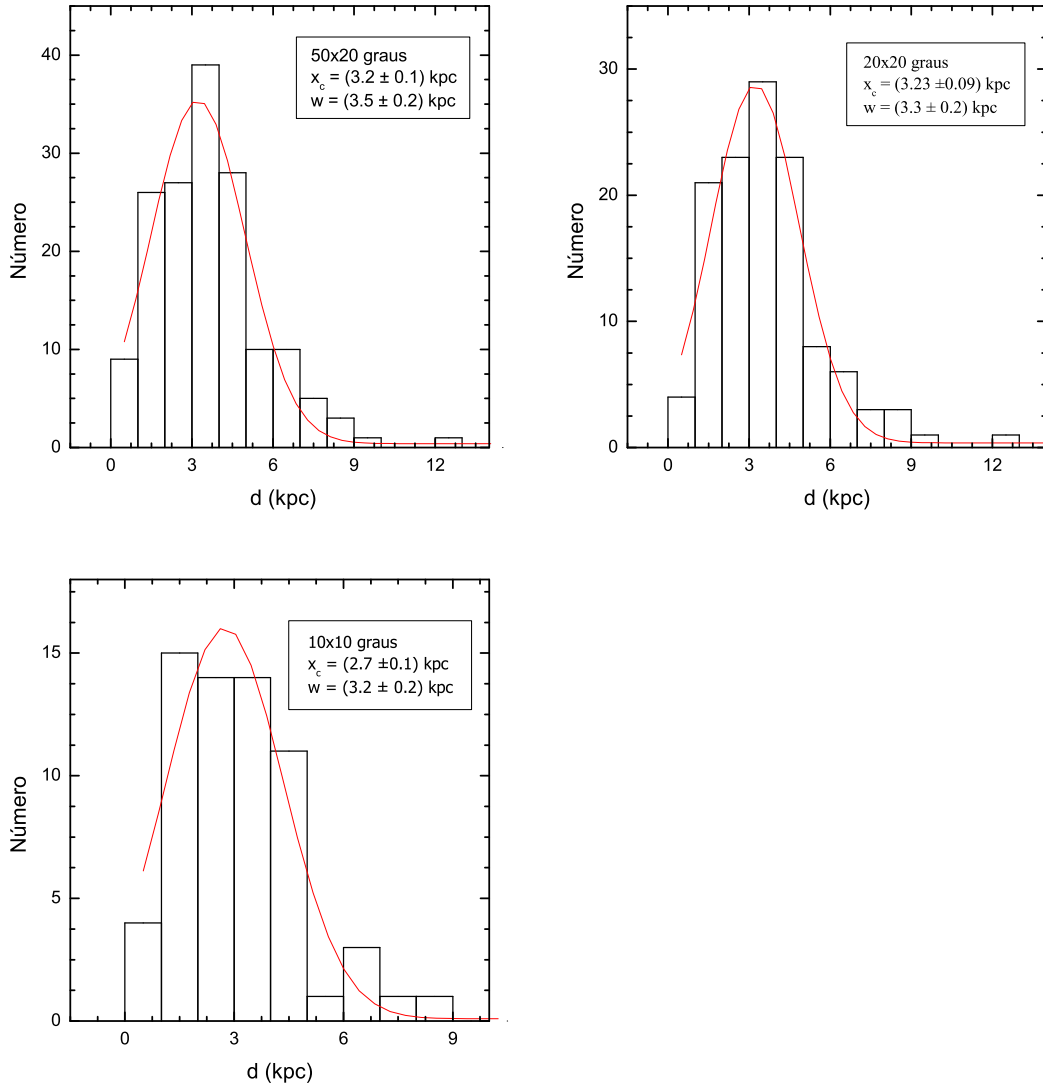 50x20 graus
x_c = (3.2 ± 0.1) kpc
w = (3.5 ± 0.2) kpc
Número
40
30
20
10
0
0 3 6 9 12
d (kpc)
20x20 graus
x_c = (3.23 ±0.09) kpc
w = (3.3 ± 0.2) kpc
Número
30
20
10
0
0 3 6 9 12
d (kpc)
10x10 graus
x_c = (2.7 ±0.1) kpc
w = (3.2 ± 0.2) kpc
Número
15
10
5
0
0 3 6 9
d (kpc)